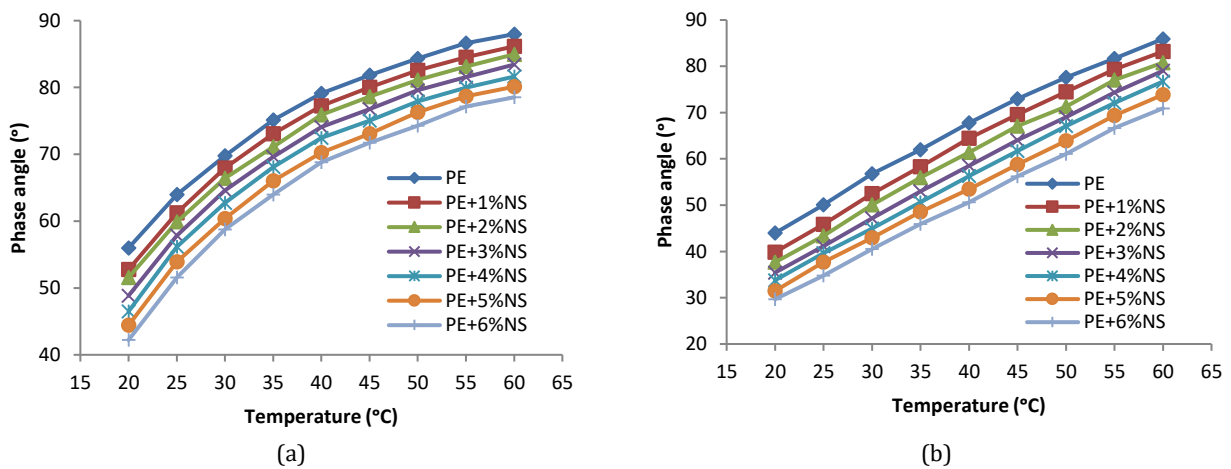 90
80
70
60
50
40
Phase angle (°)
PE
PE+1%NS
PE+2%NS
PE+3%NS
PE+4%NS
PE+5%NS
PE+6%NS
15 20 25 30 35 40 45 50 55 60 65
Temperature (°C)
(a)
90
80
70
60
50
40
30
20
Phase angle (°)
PE
PE+1%NS
PE+2%NS
PE+3%NS
PE+4%NS
PE+5%NS
PE+6%NS
15 20 25 30 35 40 45 50 55 60 65
Temperature (°C)
(b)